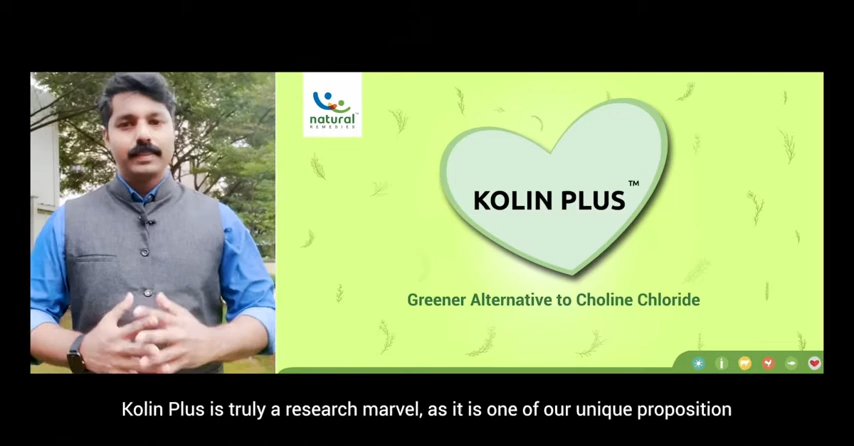 natural
REMEDIES
KOLIN PLUS™
Greener Alternative to Choline Chloride
Kolin Plus is truly a research marvel, as it is one of our unique proposition